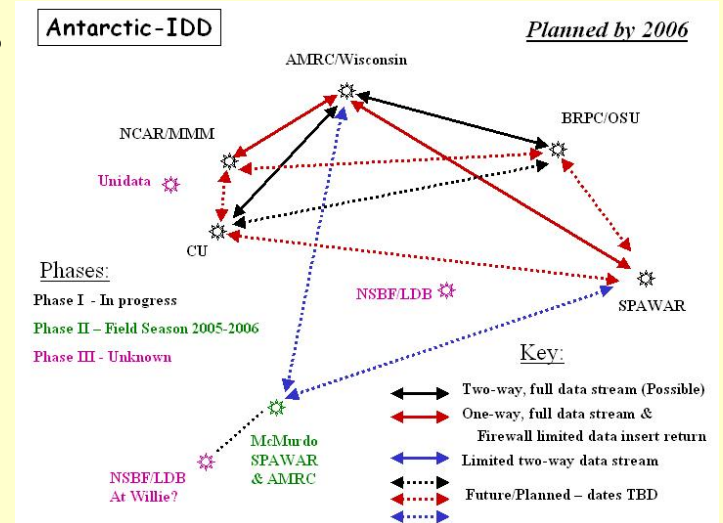 Antarctic-IDD
Planned by 2006
AMRC/Wisconsin
BRPC/OSU
NCAR/MMM
Unidata
CU
Phases:
Phase I - In progress
Phase II – Field Season 2005-2006
Phase III - Unknown
NSBF/LDB
SPAWAR
McMurdo
SPAWAR
& AMRC
NSBF/LDB
At Willie?
Key:
Two-way, full data stream (Possible)
One-way, full data stream &
Firewall limited data insert return
Limited two-way data stream
Future/Planned – dates TBD